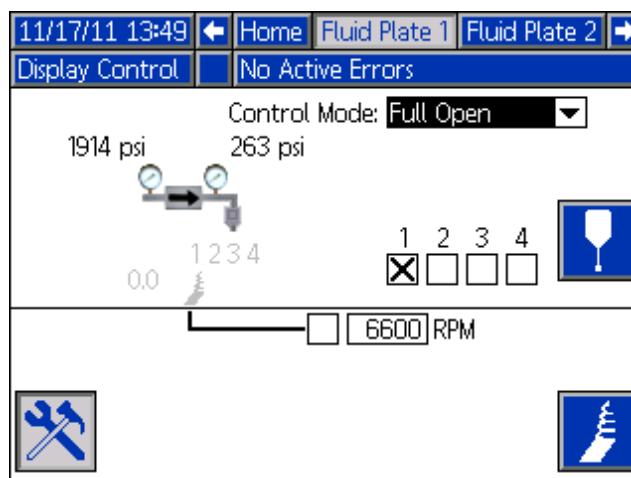 11/17/11 13:49 Home Fluid Plate 1 Fluid Plate 2
Display Control No Active Errors
Control Mode: Full Open
1914 psi 263 psi
1 2 3 4
1 2 3 4
0.0
6600 RPM